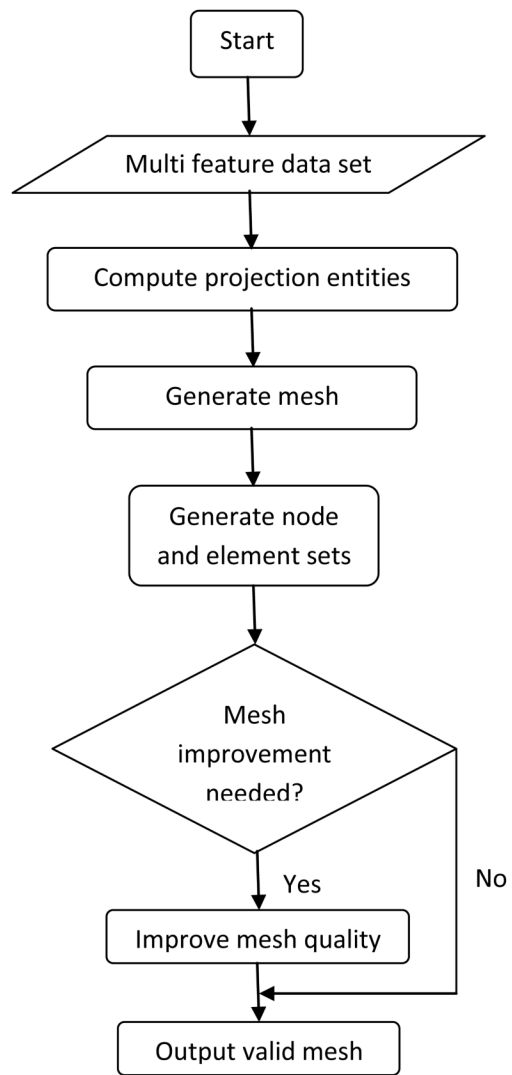 Start
Multi feature data set
Compute projection entities
Generate mesh
Generate node
and element sets
Mesh
improvement
needed?
Yes
No
Improve mesh quality
Output valid mesh